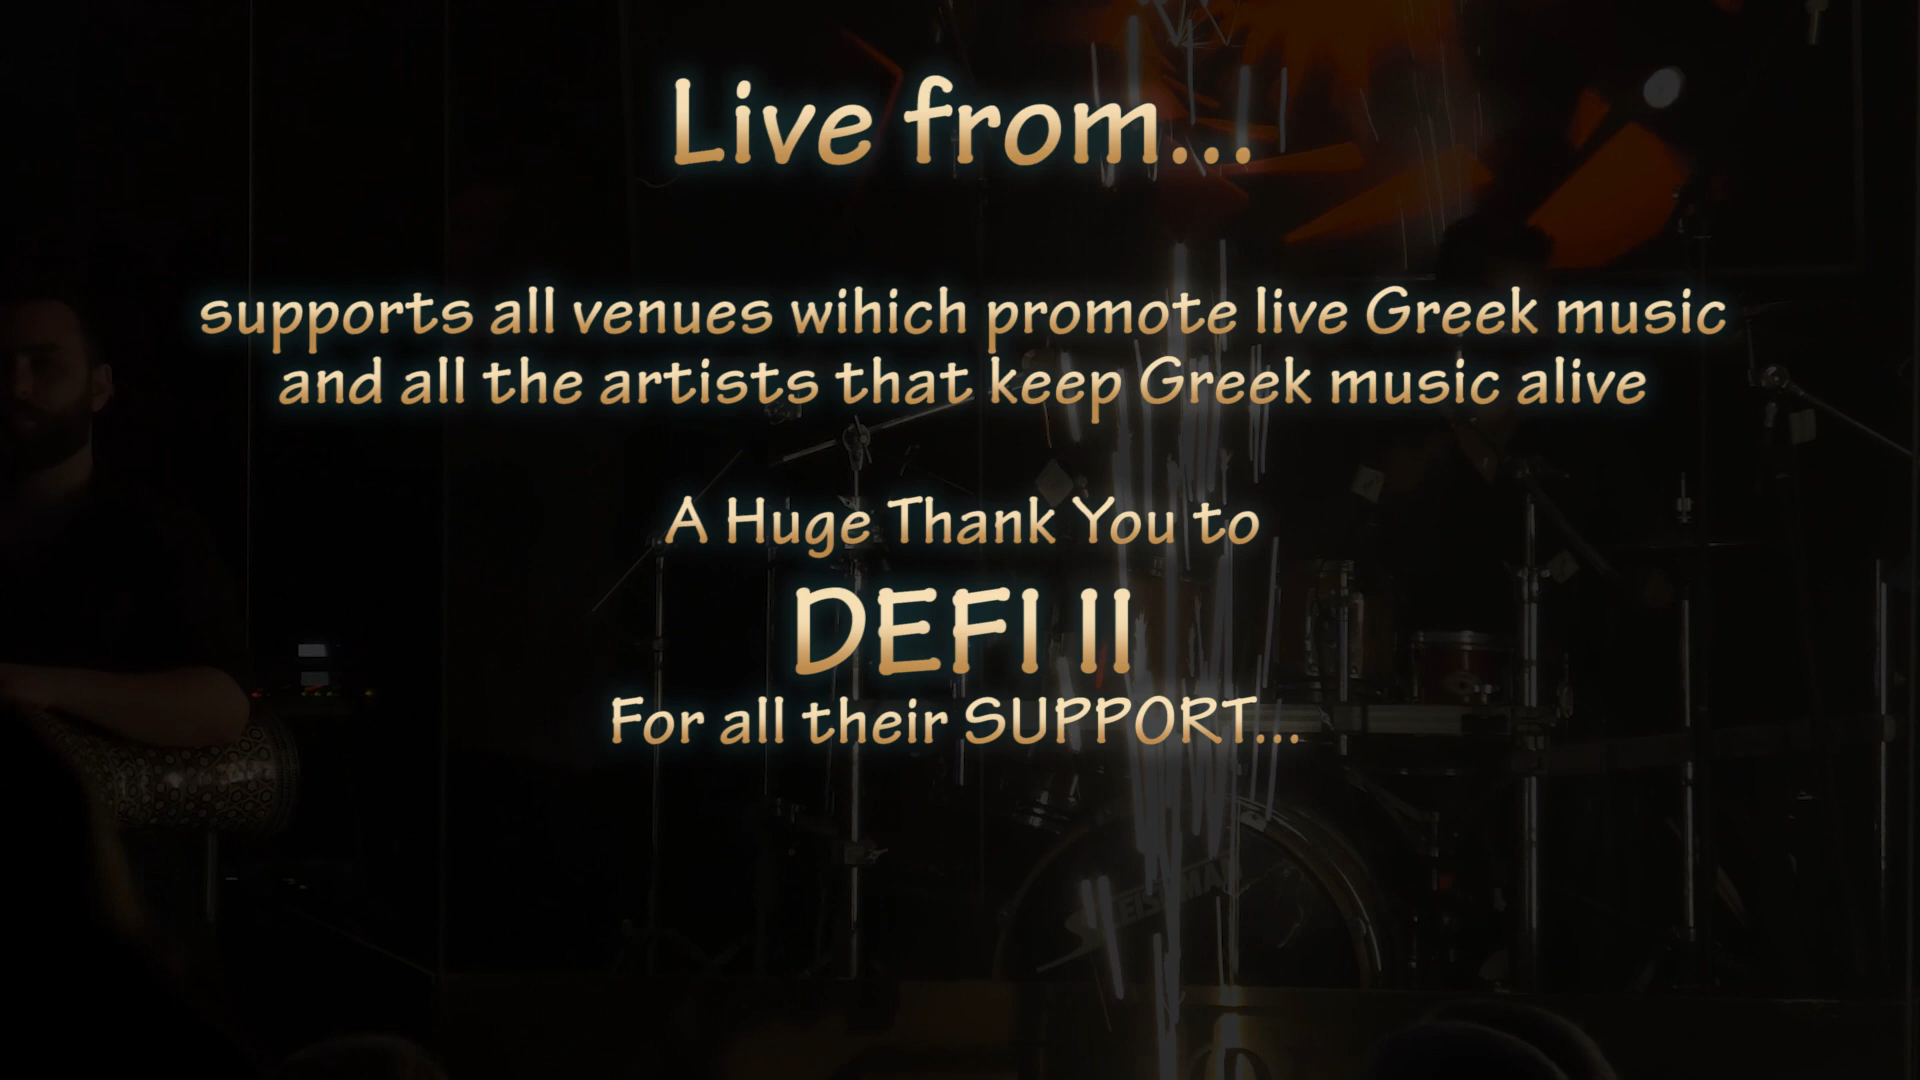 Live from...
supports all venues wihich promote live Greek music
and all the artists that keep Greek music alive
A Huge Thank You to
DEFI II
For all their SUPPORT...